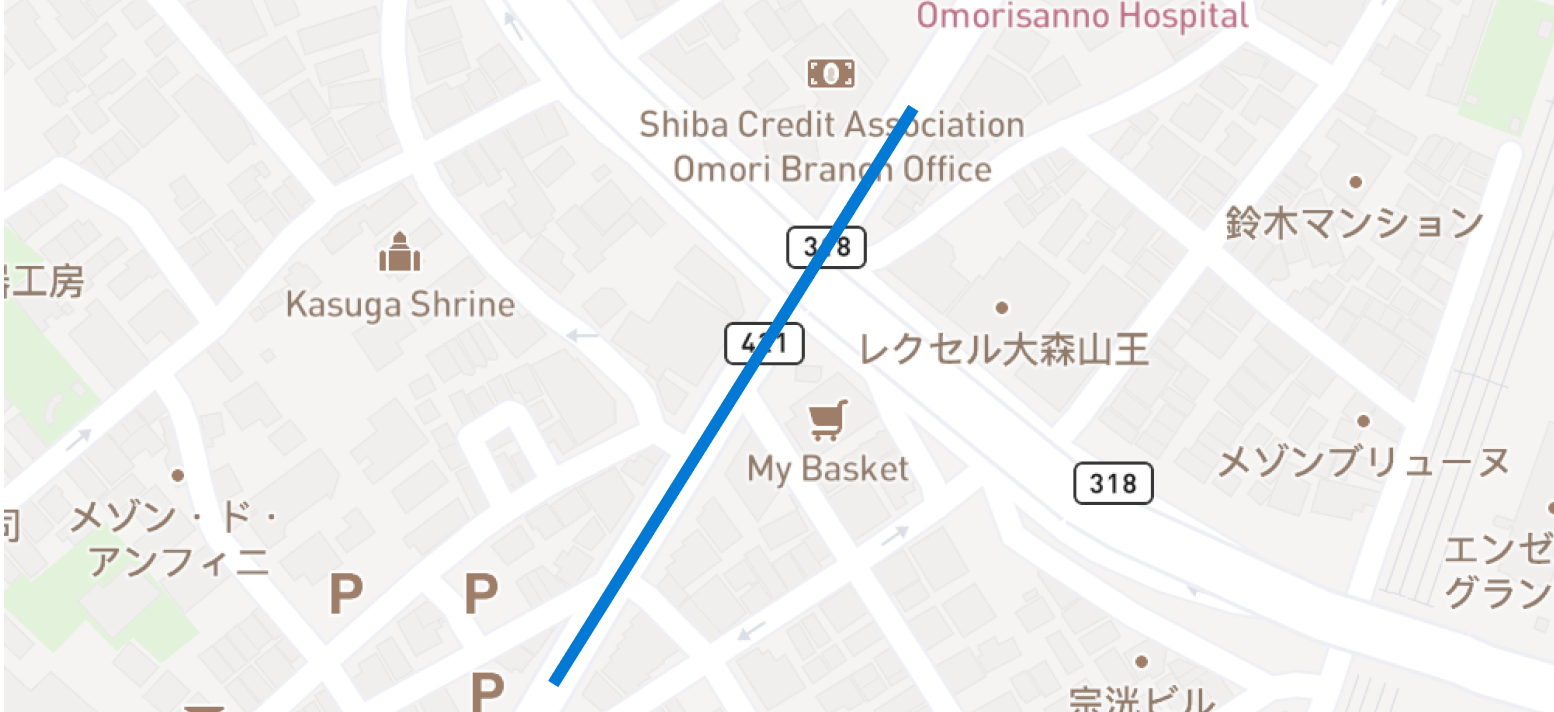 Omorisanno Hospital
Shiba Credit Association
Omori Branch Office
鈴木マンション
318
工房
Kasuga Shrine
421
レクセル大森山王
My Basket
メゾンブリューヌ
318
メゾン・ド・
アンフィニ
司
エンゼ
グラン
P
P
P
宗洸ビル